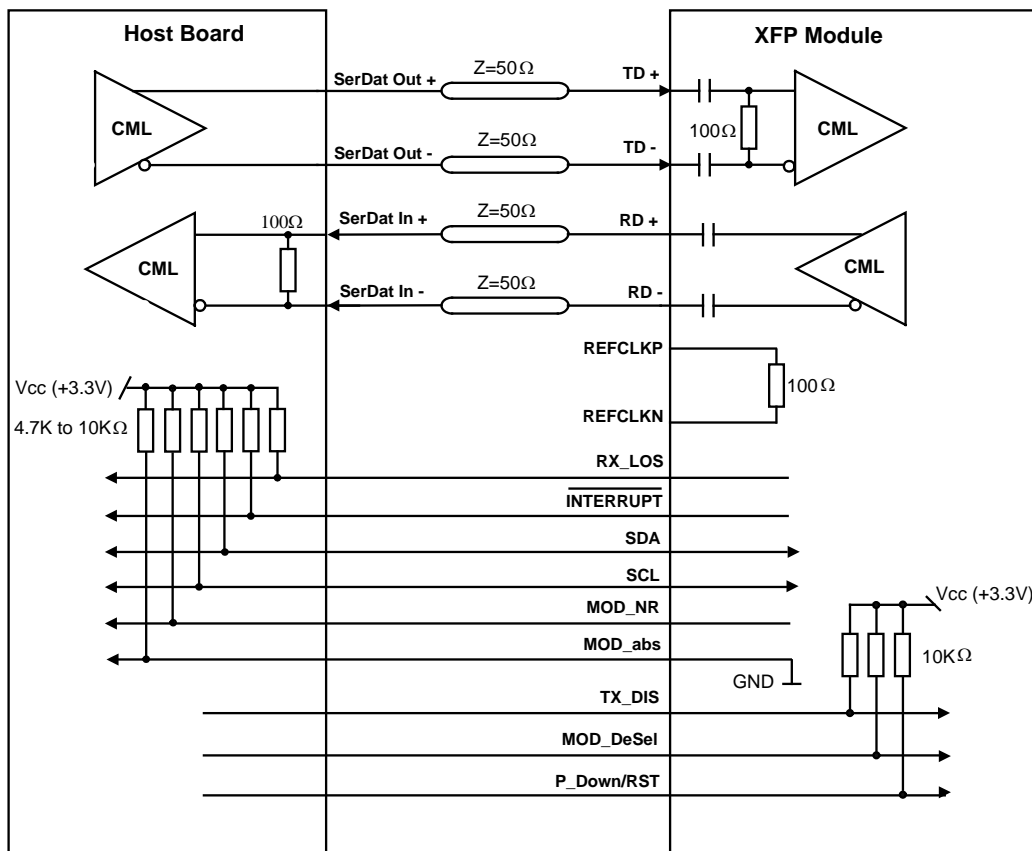 Host Board
XFP Module
SerDat Out +
Z=50Ω
TD +
CML
100Ω
CML
SerDat Out -
Z=50Ω
TD -
100Ω
SerDat In +
Z=50Ω
RD +
CML
CML
SerDat In -
Z=50Ω
RD -
REFCLKP
100Ω
REFCLKN
Vcc (+3.3V)
4.7K to 10KΩ
RX_LOS
INTERRUPT
SDA
SCL
MOD_NR
Vcc (+3.3V)
MOD_abs
10KΩ
GND
TX_DIS
MOD_DeSel
P_Down/RST